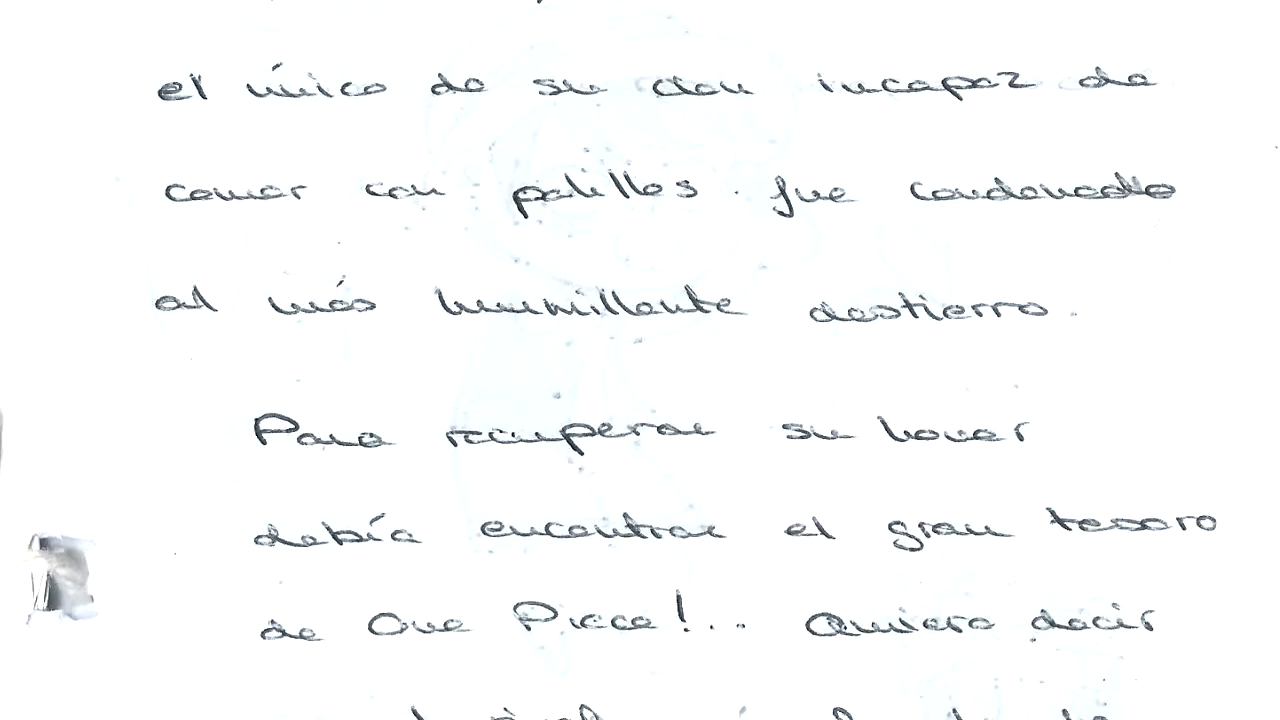 el único de su clan incapaz de
comer con palillos. fue condenado
al más humillante destierro.
Para recuperar su honor
debía encontrar el gran tesoro
de One Piece!... Quiero decir